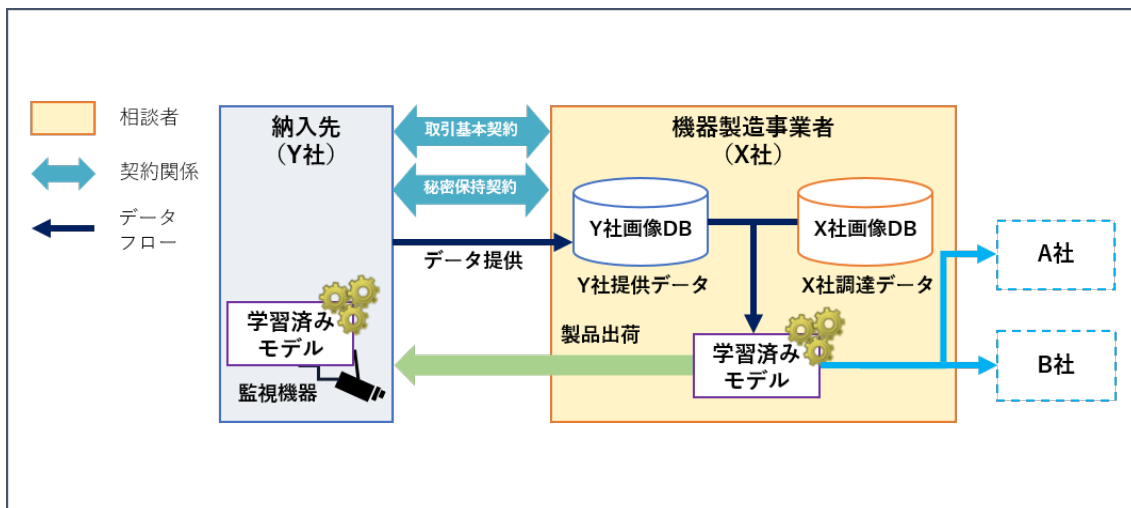 相談者
契約関係
データ
フロー
納入先
（Y社）
取引基本契約
秘密保持契約
データ提供
学習済み
モデル
監視機器
機器製造事業者
（X社）
Y社画像DB
X社画像DB
Y社提供データ
X社調達データ
製品出荷
学習済み
モデル
A社
B社